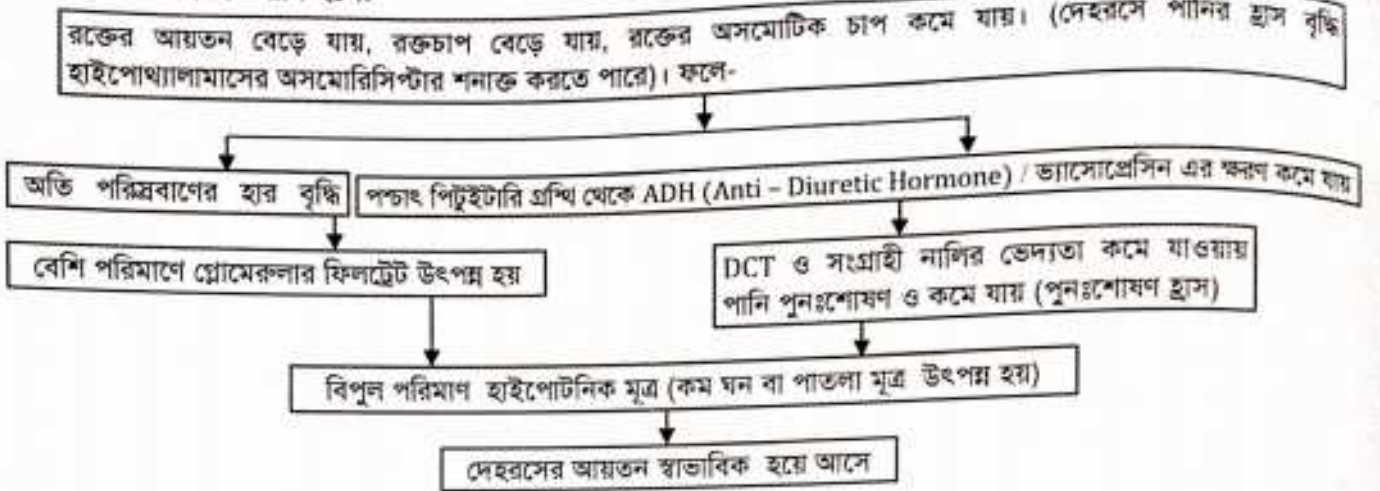 রক্তের আয়তন বেড়ে যায়, রক্তচাপ বেড়ে যায়, রক্তের অসমোটিক চাপ কমে যায়। (দেহরসে পানির হ্রাস বৃদ্ধি
হাইপোথ্যালামাসের অসমোরিসিপ্টার শনাক্ত করতে পারে)। ফলে-
অতি পরিস্রবাণের হার বৃদ্ধি
পশ্চাৎ পিটুইটারি গ্রন্থি থেকে ADH (Anti – Diuretic Hormone) / ভ্যাসোপ্রেসিন এর ক্ষরণ কমে যায়
বেশি পরিমাণে গ্লোমেরুলার ফিলট্রেট উৎপন্ন হয়
DCT ও সংগ্রাহী নালির ভেদ্যতা কমে যাওয়ায়
পানি পুনঃশোষণ ও কমে যায় (পুনঃশোষণ হ্রাস)
বিপুল পরিমাণ হাইপোটনিক মূত্র (কম ঘন বা পাতলা মূত্র উৎপন্ন হয়)
দেহরসের আয়তন স্বাভাবিক হয়ে আসে